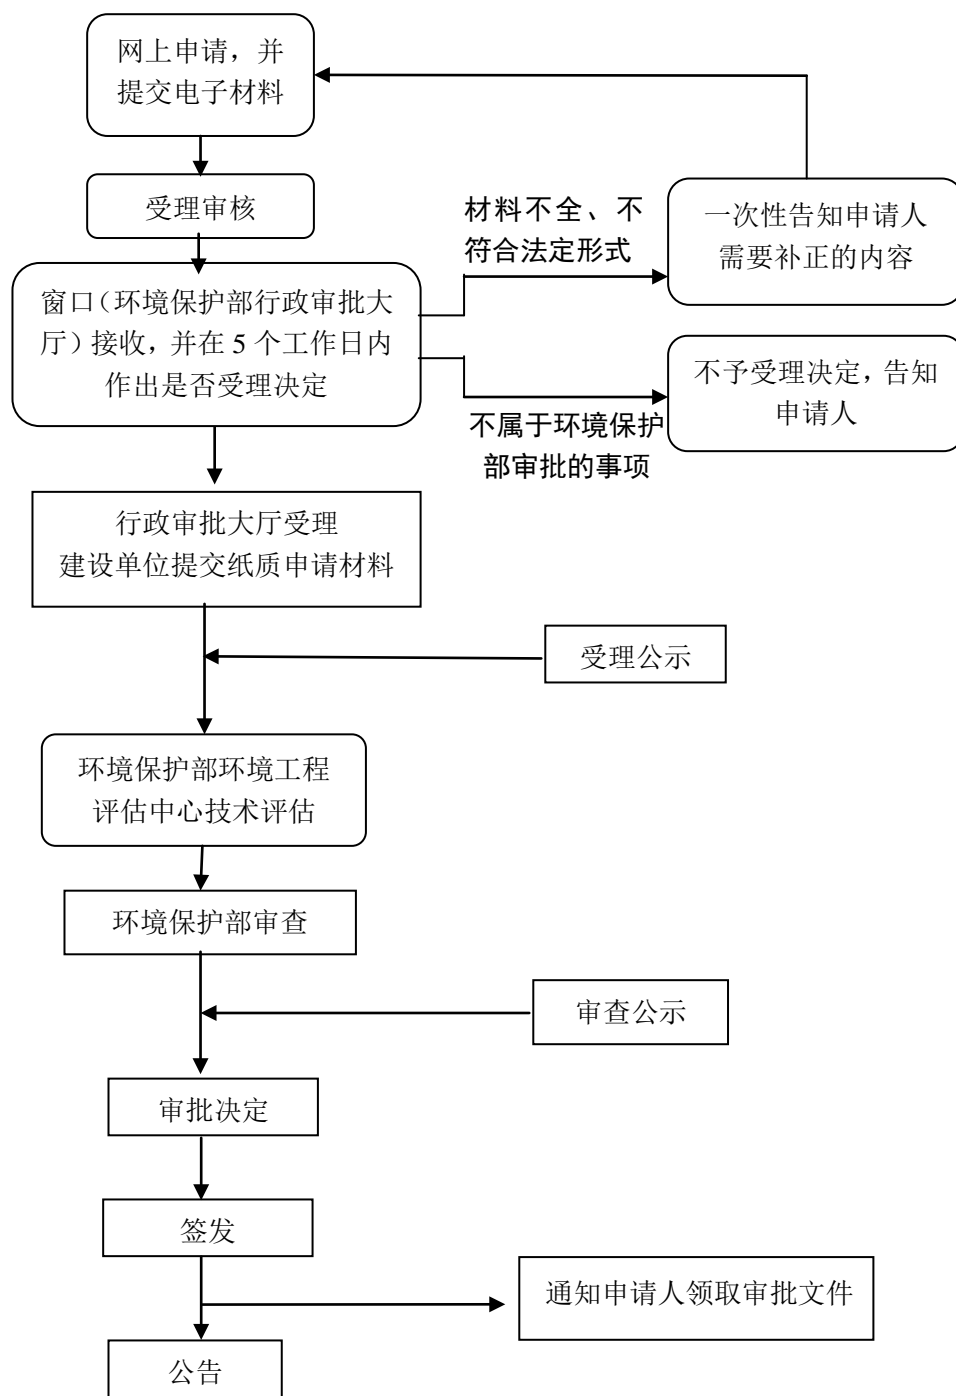 网上申请，并
提交电子材料
受理审核
材料不全、不
符合法定形式
一次性告知申请人
需要补正的内容
窗口（环境保护部行政审批大
厅）接收，并在 5 个工作日内
作出是否受理决定
不予受理决定，告知
申请人
不属于环境保护
部审批的事项
行政审批大厅受理
建设单位提交纸质申请材料
受理公示
环境保护部环境工程
评估中心技术评估
环境保护部审查
审查公示
审批决定
签发
通知申请人领取审批文件
公告